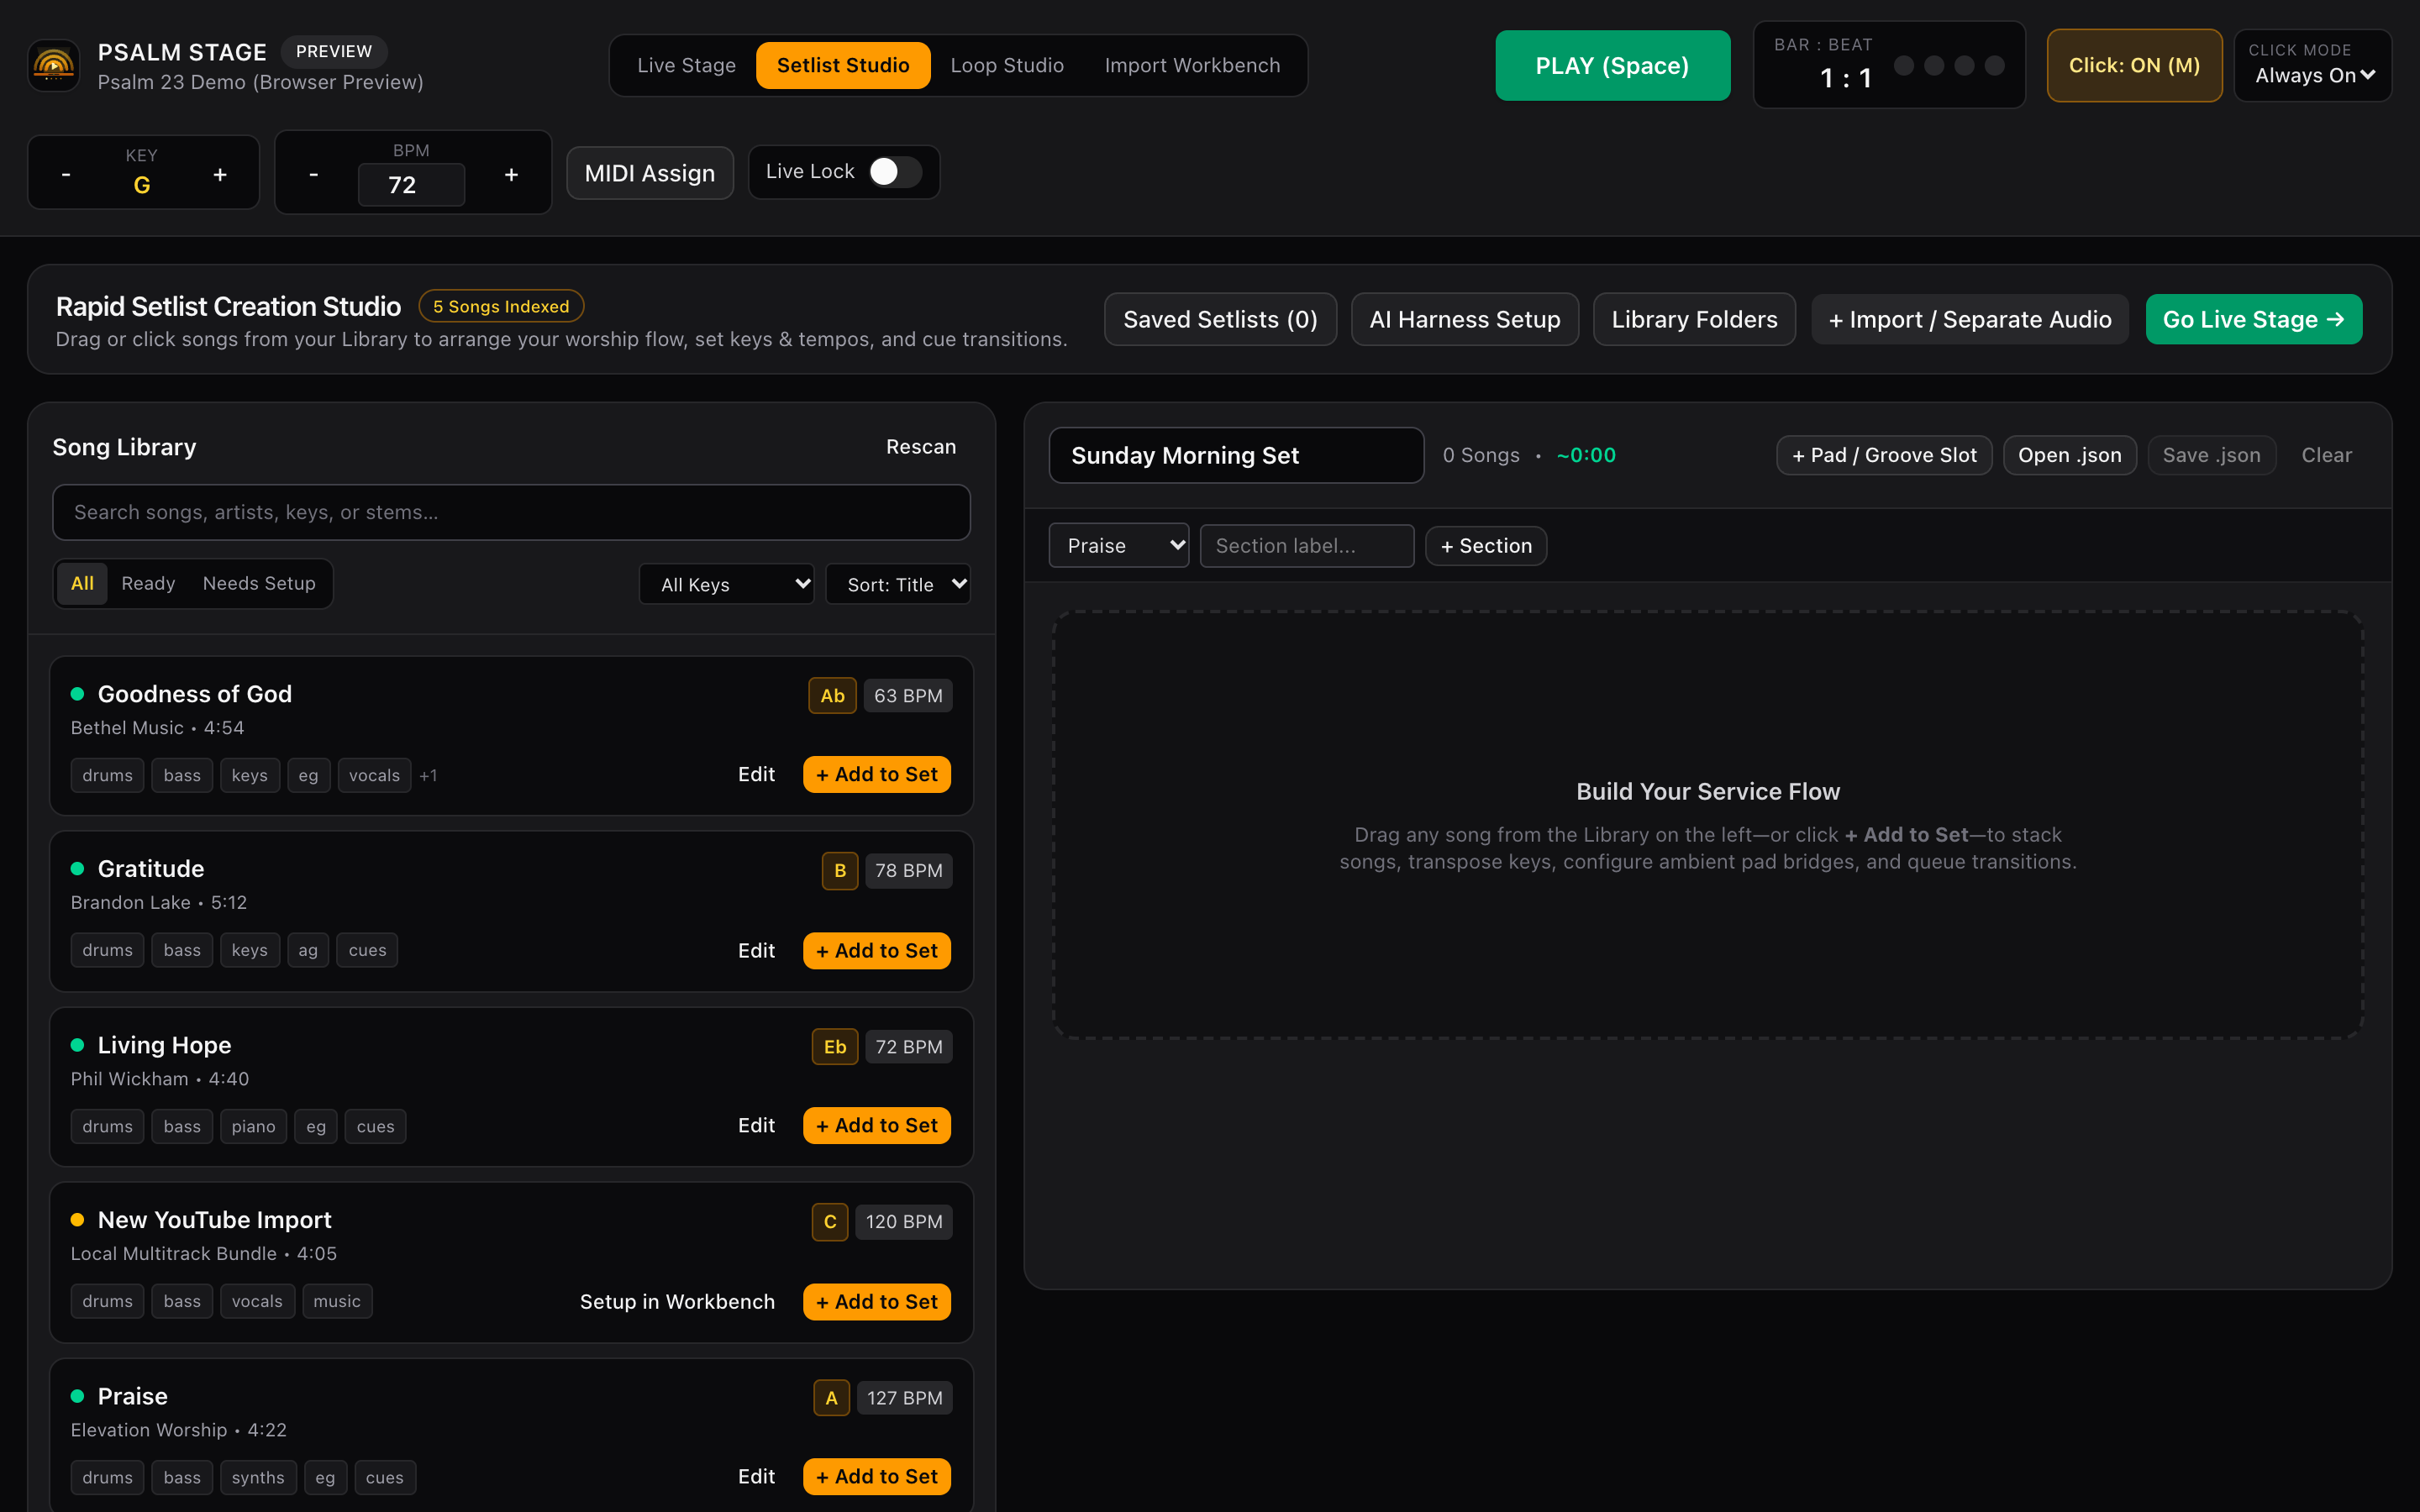 PSALM STAGE PREVIEW
Psalm 23 Demo (Browser Preview)
Live Stage Setlist Studio Loop Studio Import Workbench
PLAY (Space)
BAR : BEAT
1 : 1
Click: ON (M)
CLICK MODE
Always On
KEY
- G +
BPM
- 72 +
MIDI Assign
Live Lock
Rapid Setlist Creation Studio 5 Songs Indexed
Drag or click songs from your Library to arrange your worship flow, set keys & tempos, and cue transitions.
Saved Setlists (0) AI Harness Setup Library Folders + Import / Separate Audio Go Live Stage →
Song Library Rescan
Search songs, artists, keys, or stems...
All Ready Needs Setup All Keys Sort: Title
Goodness of God Ab 63 BPM
Bethel Music • 4:54
drums bass keys eg vocals +1 Edit + Add to Set
Gratitude B 78 BPM
Brandon Lake • 5:12
drums bass keys ag cues Edit + Add to Set
Living Hope Eb 72 BPM
Phil Wickham • 4:40
drums bass piano eg cues Edit + Add to Set
New YouTube Import C 120 BPM
Local Multitrack Bundle • 4:05
drums bass vocals music Setup in Workbench + Add to Set
Praise A 127 BPM
Elevation Worship • 4:22
drums bass synths eg cues Edit + Add to Set
Sunday Morning Set 0 Songs • ~0:00 + Pad / Groove Slot Open .json Save .json Clear
Praise Section label... + Section
Build Your Service Flow
Drag any song from the Library on the left—or click + Add to Set—to stack
songs, transpose keys, configure ambient pad bridges, and queue transitions.